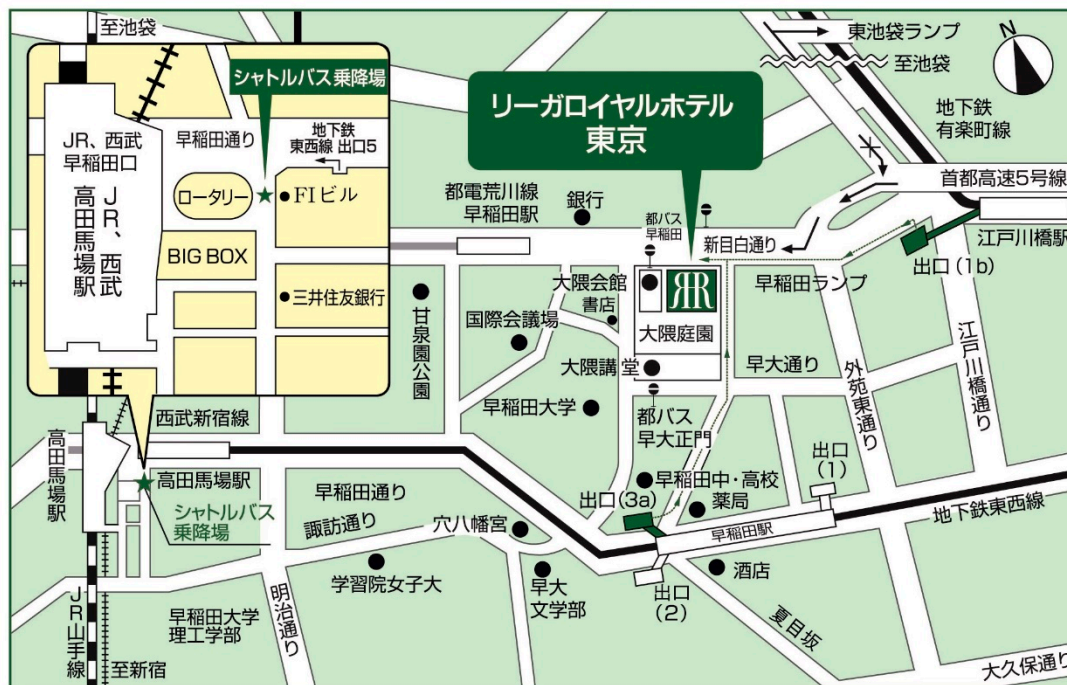 至池袋
シャトルバス乗降場
JR、西武
早稲田口
JR、西武
高田馬場駅
早稲田通り
地下鉄
東西線 出口5
ロータリー
FIビル
BIG BOX
三井住友銀行
リーガロイヤルホテル
東京
東池袋ランプ
至池袋
N
地下鉄
有楽町線
首都高速5号線
都電荒川線
早稲田駅
銀行
都バス
早稲田
新目白通り
江戸川橋駅
出口(1b)
早稲田ランプ
大隈会館
書店
RR
大隈庭園
国際会議場
甘泉園公園
大隈講堂
早大通り
外苑東通り
江戸川橋通り
早稲田大学
都バス
早大正門
西武新宿線
高田馬場駅
高田馬場駅
シャトルバス
乗降場
早稲田通り
諏訪通り
穴八幡宮
出口(3a)
早稲田中・高校
薬局
出口
(1)
早稲田駅
地下鉄東西線
学習院女子大
早大
文学部
出口
(2)
酒店
夏目坂
大久保通り
早稲田大学
理工学部
明治通り
JR山手線
至新宿